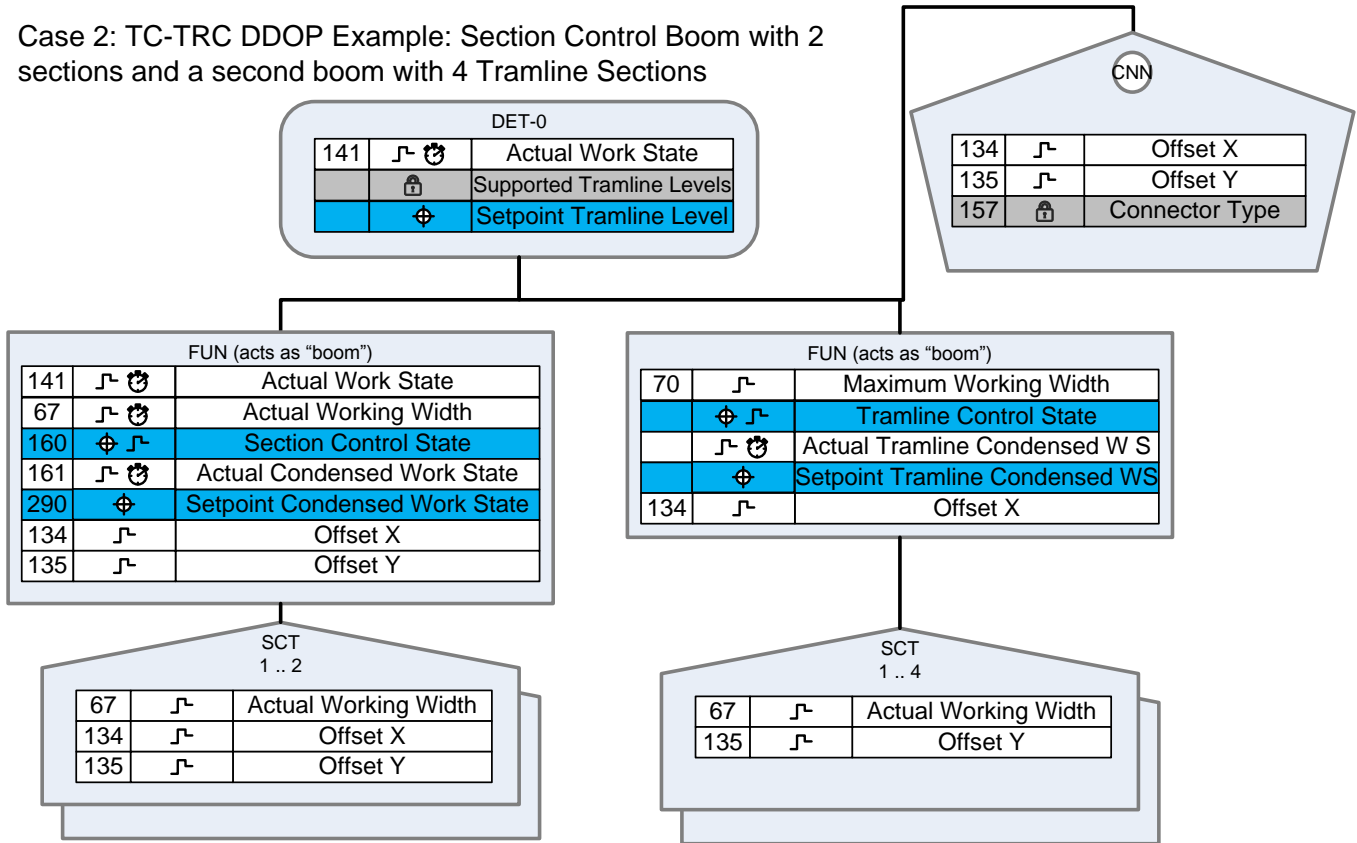 Case 2: TC-TRC DDOP Example: Section Control Boom with 2
sections and a second boom with 4 Tramline Sections
DET-0
141 Actual Work State
Supported Tramline Levels
Setpoint Tramline Level
CNN
134 Offset X
135 Offset Y
157 Connector Type
FUN (acts as “boom”)
141 Actual Work State
67 Actual Working Width
160 Section Control State
161 Actual Condensed Work State
290 Setpoint Condensed Work State
134 Offset X
135 Offset Y
FUN (acts as “boom”)
70 Maximum Working Width
Tramline Control State
Actual Tramline Condensed W S
Setpoint Tramline Condensed WS
134 Offset X
SCT
1 .. 2
67 Actual Working Width
134 Offset X
135 Offset Y
SCT
1 .. 4
67 Actual Working Width
135 Offset Y